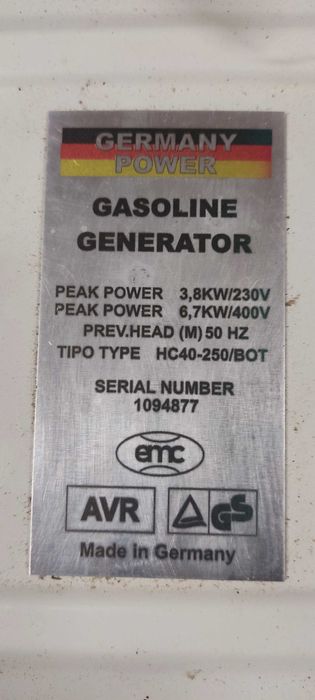 GERMANY
POWER
GASOLINE
GENERATOR
PEAK POWER 3,8KW/230V
PEAK POWER 6,7KW/400V
PREV.HEAD (M) 50 HZ
TIPO TYPE HC40-250/BOT
SERIAL NUMBER
1094877
emc
AVR GS
Made in Germany